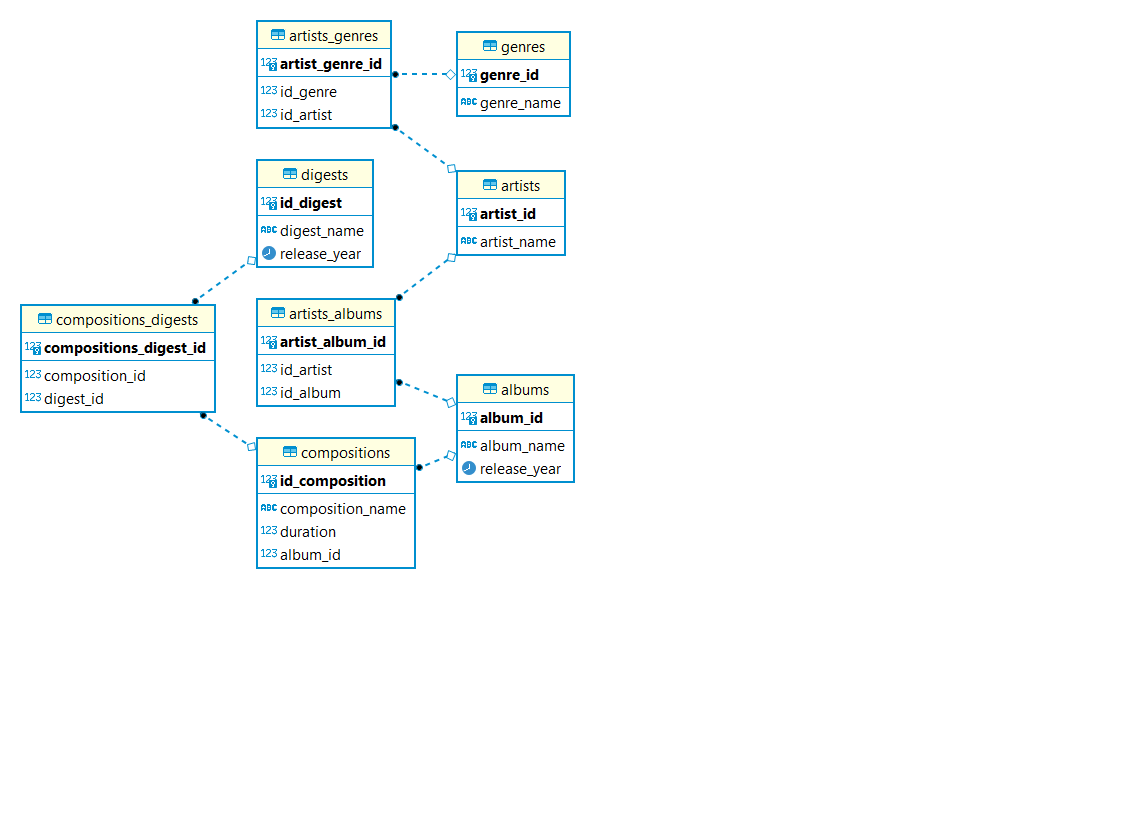 artists_genres
123 artist_genre_id
123 id_genre
123 id_artist
genres
123 genre_id
ABC genre_name
digests
123 id_digest
ABC digest_name
release_year
artists
123 artist_id
ABC artist_name
compositions_digests
123 compositions_digest_id
123 composition_id
123 digest_id
artists_albums
123 artist_album_id
123 id_artist
123 id_album
albums
123 album_id
ABC album_name
release_year
compositions
123 id_composition
ABC composition_name
123 duration
123 album_id